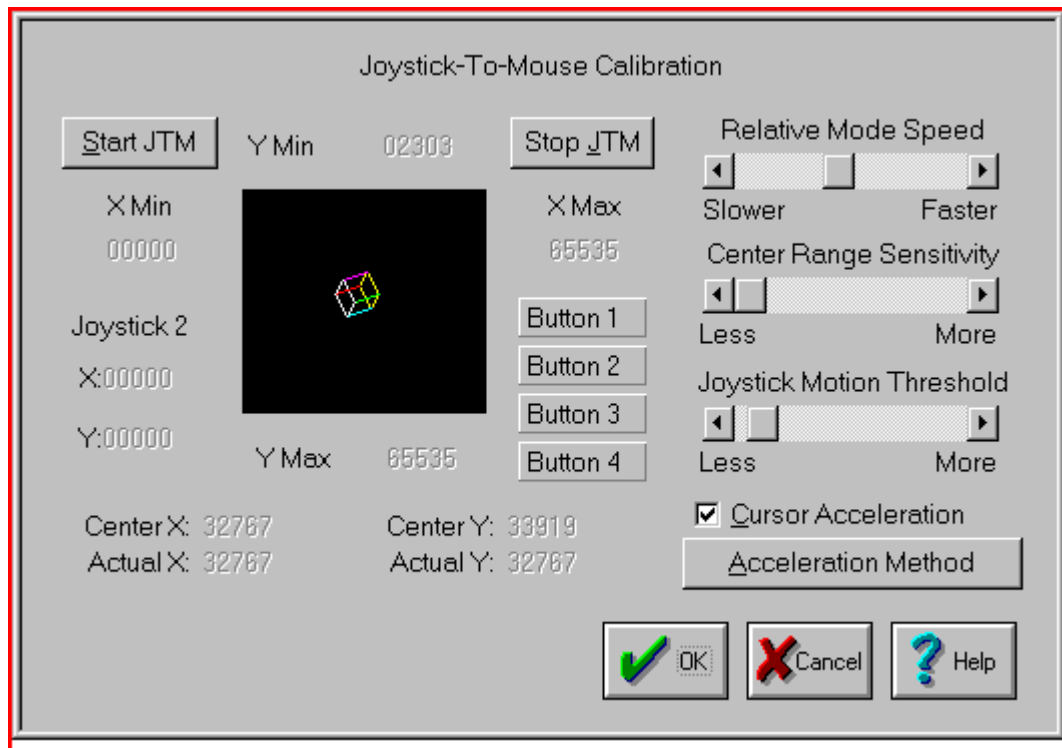 Joystick-To-Mouse Calibration
Start JTM
Y Min 02303
Stop JTM
X Min
00000
X Max
65535
Joystick 2
X:00000
Y:00000
Button 1
Button 2
Button 3
Button 4
Y Max 65535
Center X: 32767
Actual X: 32767
Center Y: 33919
Actual Y: 32767
Relative Mode Speed
Slower Faster
Center Range Sensitivity
Less More
Joystick Motion Threshold
Less More
Cursor Acceleration
Acceleration Method
OK
Cancel
Help